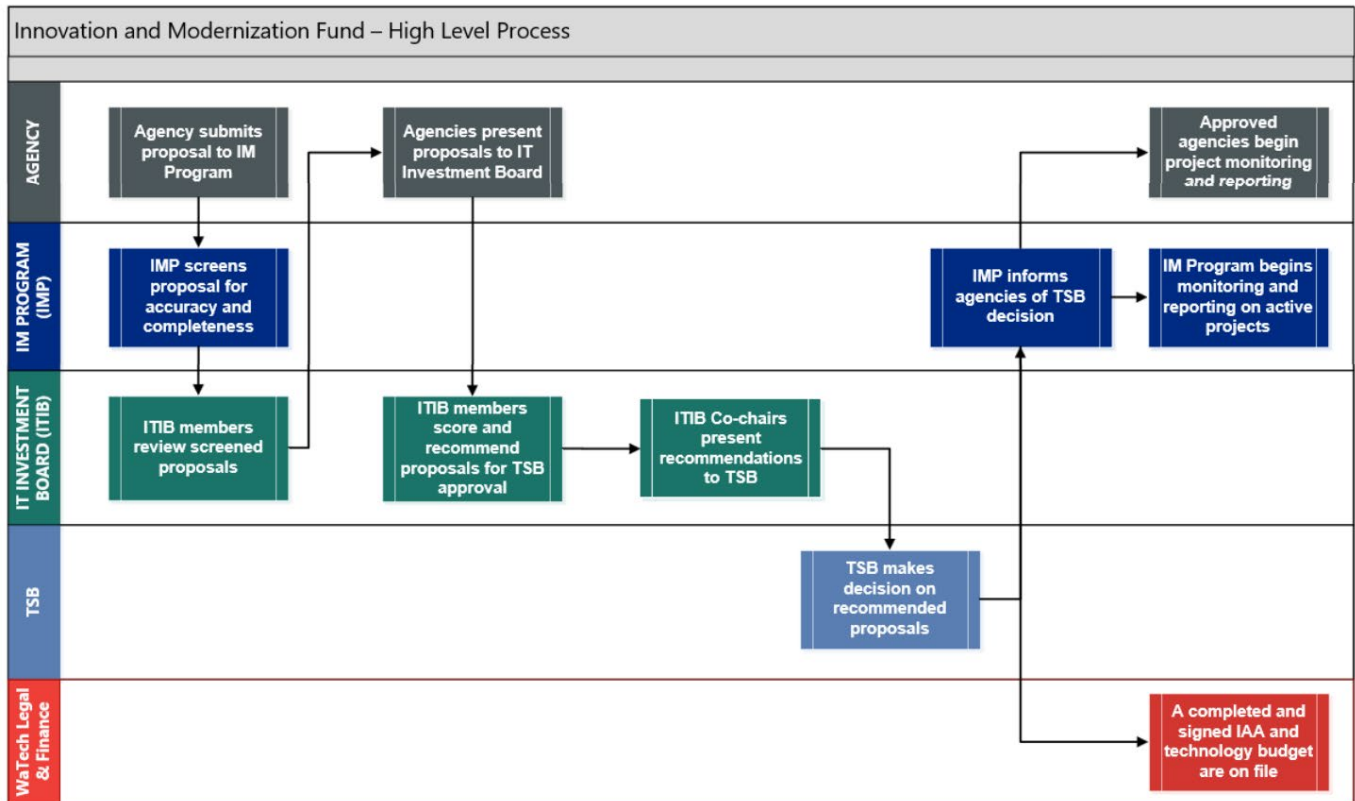 Innovation and Modernization Fund – High Level Process
AGENCY
Agency submits
proposal to IM
Program
Agencies present
proposals to IT
Investment Board
Approved
agencies begin
project monitoring
and reporting
IM PROGRAM
(IMP)
IMP screens
proposal for
accuracy and
completeness
IMP informs
agencies of TSB
decision
IM Program begins
monitoring and
reporting on active
projects
IT INVESTMENT
BOARD (ITIB)
ITIB members
review screened
proposals
ITIB members
score and
recommend
proposals for TSB
approval
ITIB Co-chairs
present
recommendations
to TSB
TSB
TSB makes
decision on
recommended
proposals
WaTech Legal
& Finance
A completed and
signed IAA and
technology budget
are on file